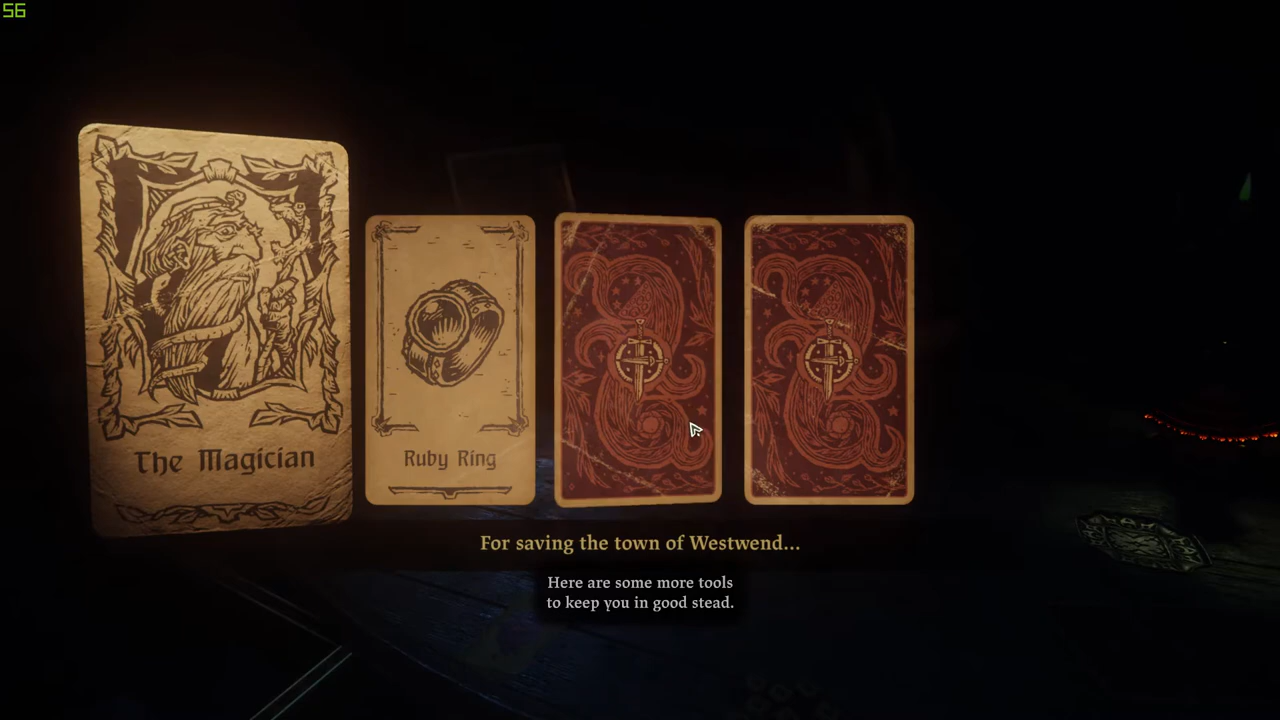 56
The Magician
Ruby Ring
For saving the town of Westwend...
Here are some more tools
to keep you in good stead.